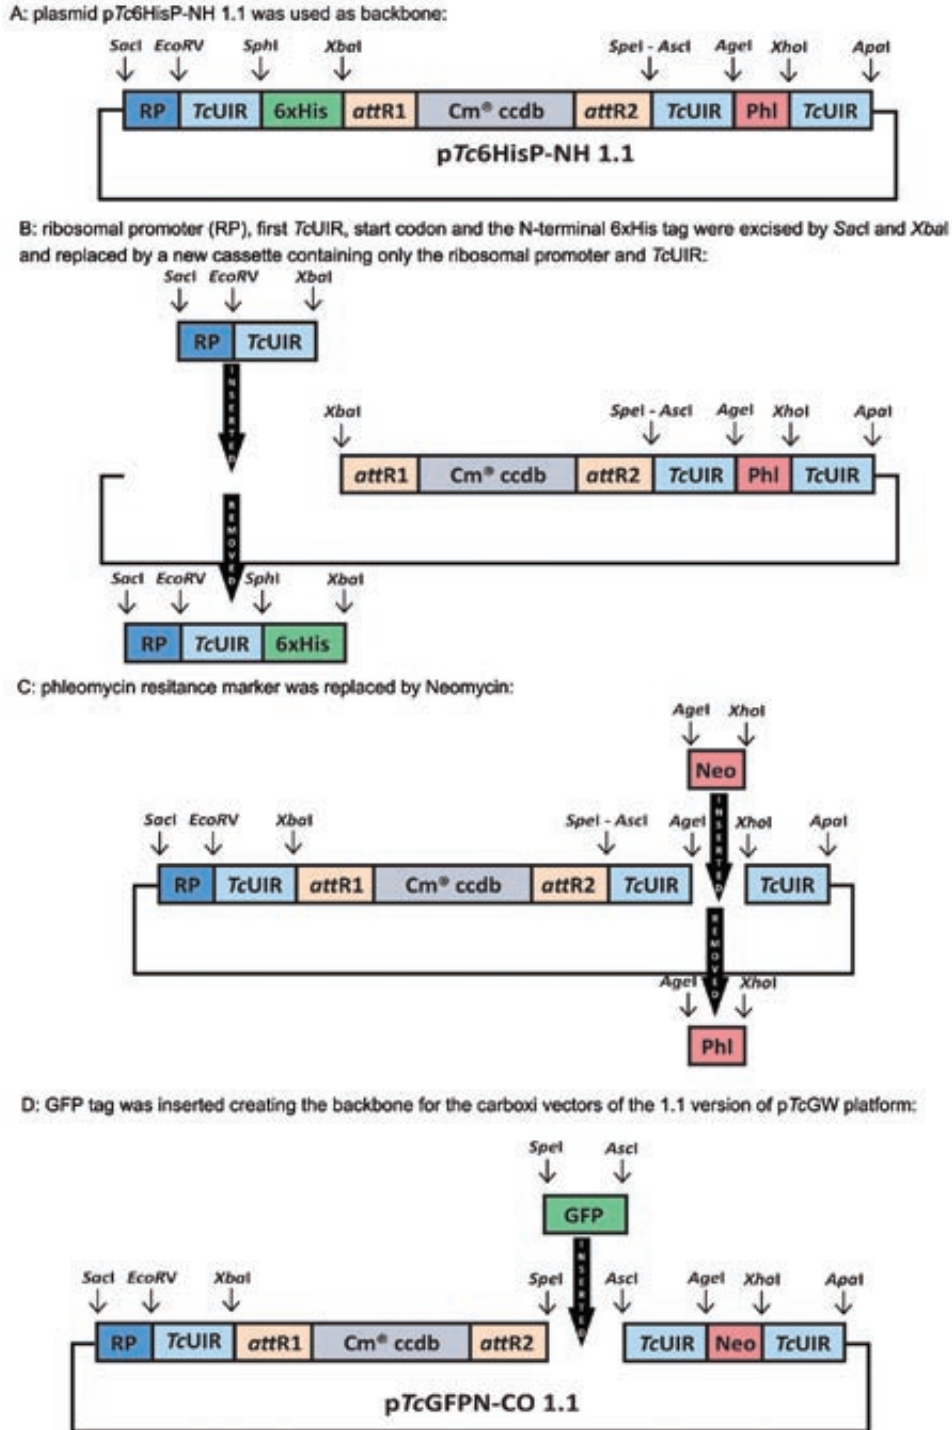 A: plasmid pTc6HisP-NH 1.1 was used as backbone:
SacI EcoRV SphI XbaI SpeI - AscI AgeI XhoI ApaI
RP TcUIR 6xHis attR1 Cm® ccdb attR2 TcUIR Phl TcUIR
pTc6HisP-NH 1.1
B: ribosomal promoter (RP), first TcUIR, start codon and the N-terminal 6xHis tag were excised by SacI and XbaI
and replaced by a new cassette containing only the ribosomal promoter and TcUIR:
SacI EcoRV XbaI
RP TcUIR
INSERTED
XbaI SpeI - AscI AgeI XhoI ApaI
attR1 Cm® ccdb attR2 TcUIR Phl TcUIR
REMOVED
SacI EcoRV SphI XbaI
RP TcUIR 6xHis
C: phleomycin resitance marker was replaced by Neomycin:
AgeI XhoI
Neo
INSERTED
SacI EcoRV XbaI SpeI - AscI AgeI XhoI ApaI
RP TcUIR attR1 Cm® ccdb attR2 TcUIR TcUIR
REMOVED
AgeI XhoI
Phl
D: GFP tag was inserted creating the backbone for the carboxi vectors of the 1.1 version of pTcGW platform:
SpeI AscI
GFP
INSERTED
SacI EcoRV XbaI SpeI AscI AgeI XhoI ApaI
RP TcUIR attR1 Cm® ccdb attR2 TcUIR Neo TcUIR
pTcGFPN-CO 1.1